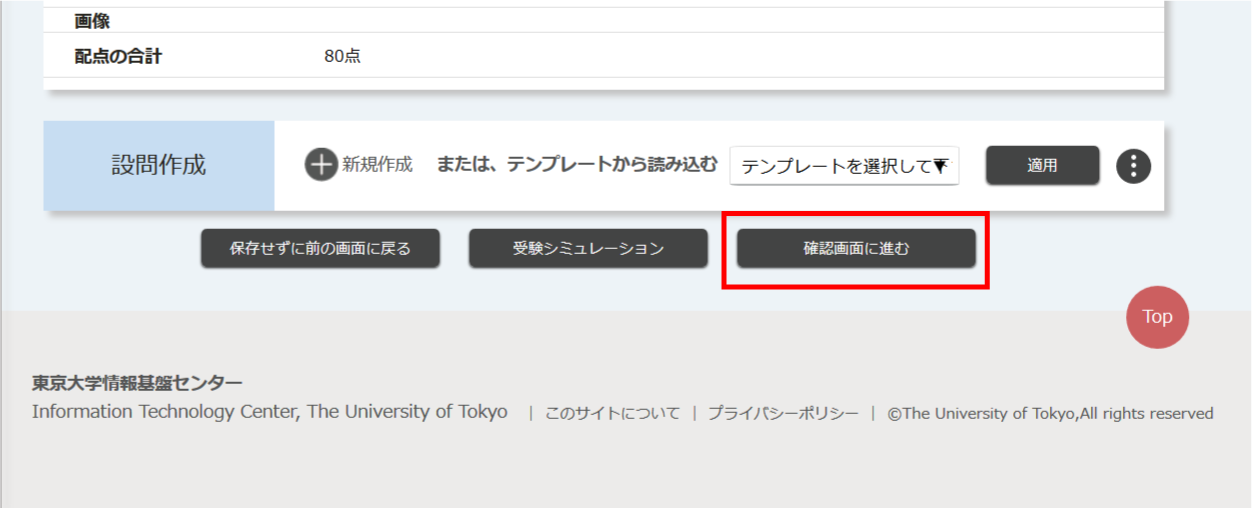 画像
配点の合計 80点
設問作成 新規作成 または、テンプレートから読み込む テンプレートを選択して 適用
保存せずに前の画面に戻る 受験シミュレーション 確認画面に進む
Top
東京大学情報基盤センター
Information Technology Center, The University of Tokyo | このサイトについて | プライバシーポリシー | ©The University of Tokyo,All rights reserved